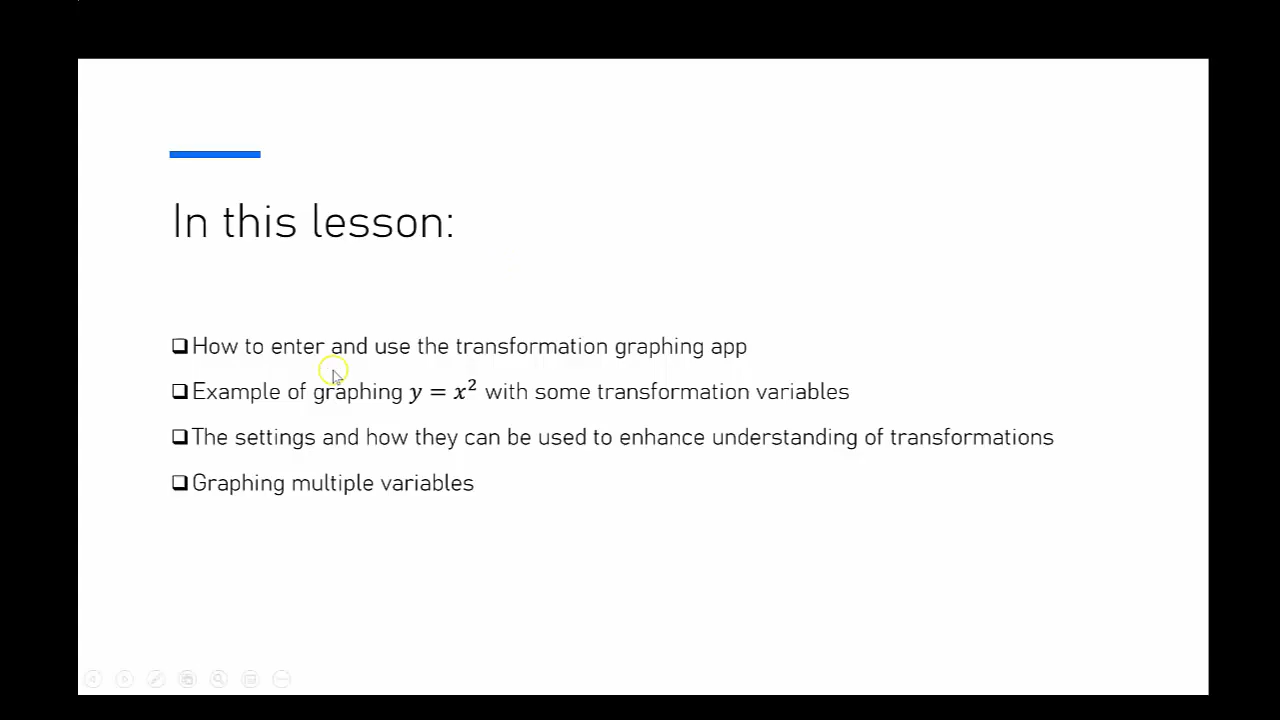 In this lesson:
❑How to enter and use the transformation graphing app
❑Example of graphing y = x² with some transformation variables
❑The settings and how they can be used to enhance understanding of transformations
❑Graphing multiple variables